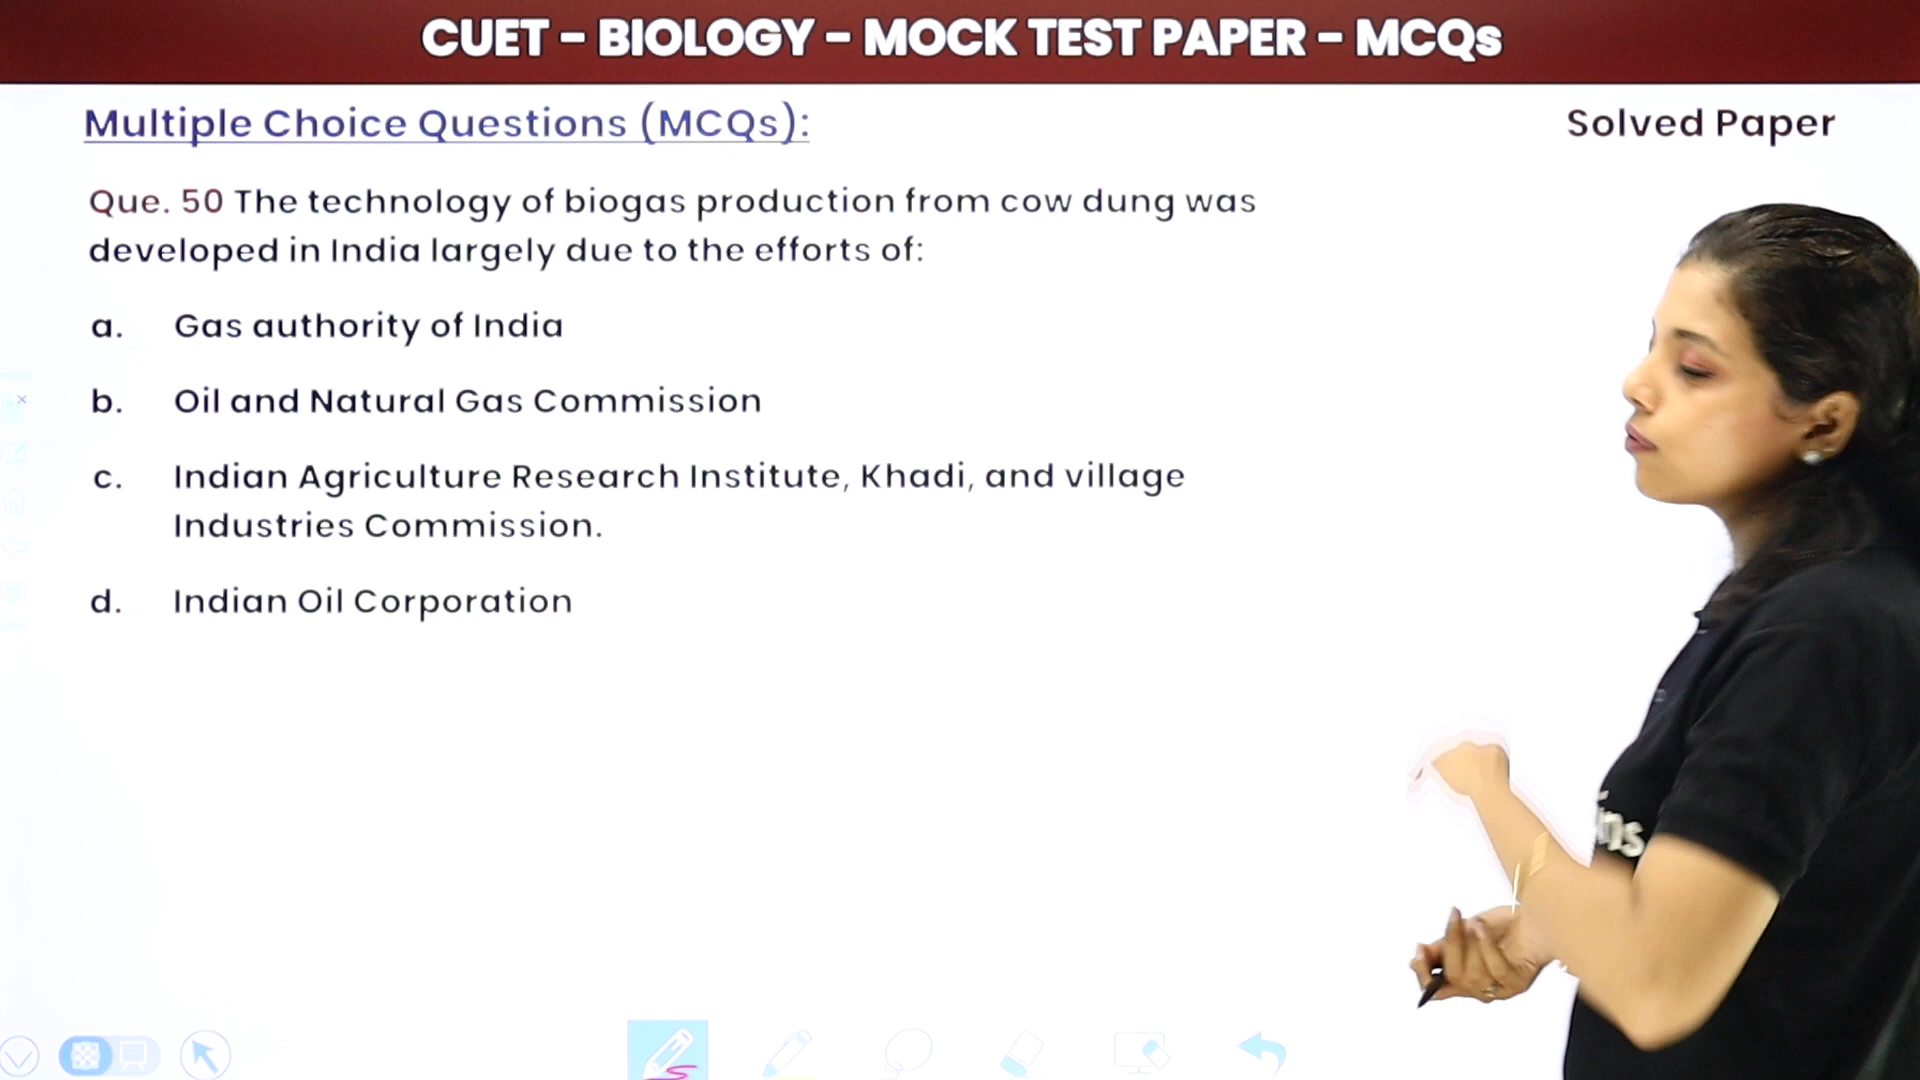 CUET - BIOLOGY - MOCK TEST PAPER - MCQs
Multiple Choice Questions (MCQs):
Solved Paper
Que. 50 The technology of biogas production from cow dung was
developed in India largely due to the efforts of:
a. Gas authority of India
b. Oil and Natural Gas Commission
c. Indian Agriculture Research Institute, Khadi, and village
Industries Commission.
d. Indian Oil Corporation